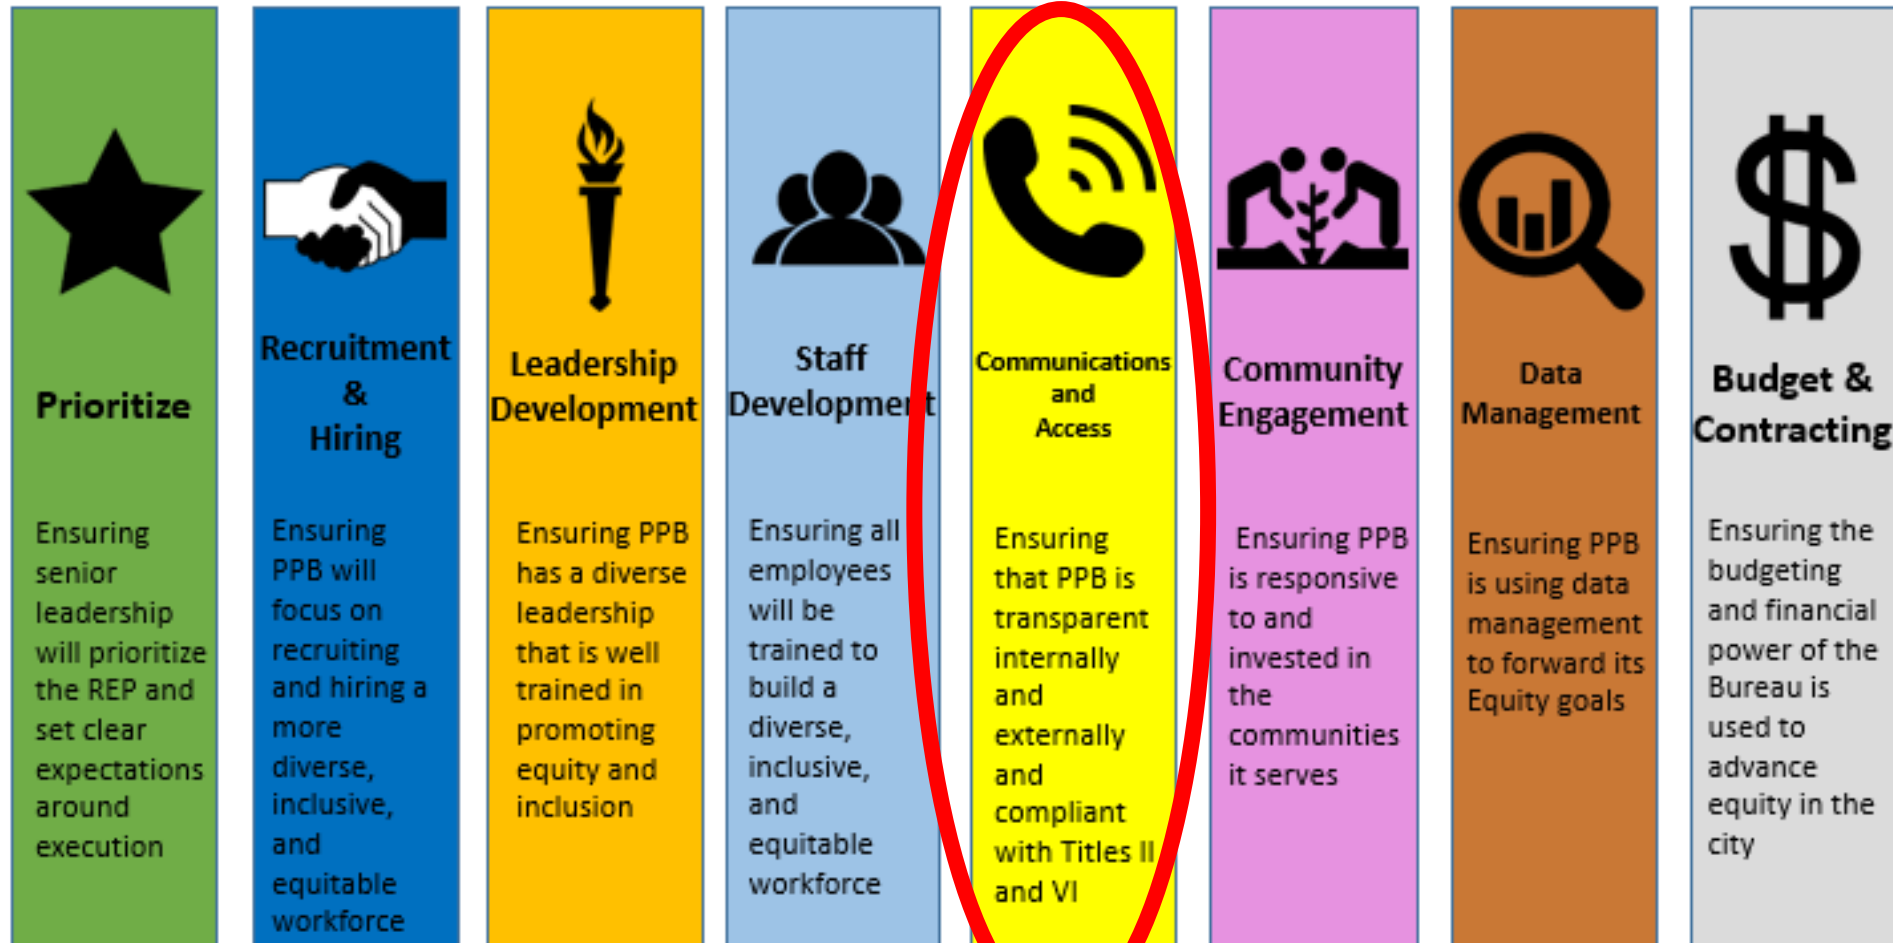 Prioritize
Ensuring
senior
leadership
will prioritize
the REP and
set clear
expectations
around
execution
Recruitment
&
Hiring
Ensuring
PPB will
focus on
recruiting
and hiring a
more
diverse,
inclusive,
and
equitable
workforce
Leadership
Development
Ensuring PPB
has a diverse
leadership
that is well
trained in
promoting
equity and
inclusion
Staff
Development
Ensuring all
employees
will be
trained to
build a
diverse,
inclusive,
and
equitable
workforce
Communications
and
Access
Ensuring
that PPB is
transparent
internally
and
externally
and
compliant
with Titles II
and VI
Community
Engagement
Ensuring PPB
is responsive
to and
invested in
the
communities
it serves
Data
Management
Ensuring PPB
is using data
management
to forward its
Equity goals
Budget &
Contracting
Ensuring the
budgeting
and financial
power of the
Bureau is
used to
advance
equity in the
city